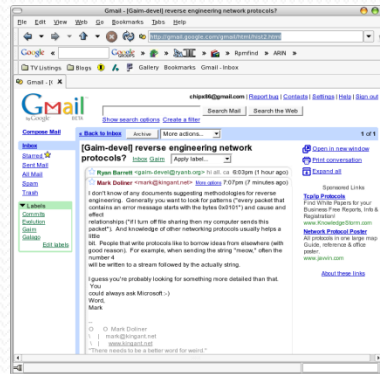 Gmail - [Gaim-devel] reverse engineering network protocols?
File Edit View Web Go Bookmarks Tabs Help
http://gmail.google.com/gmail/html/hist2.html
Google Google Rpmfind ARIN
TV Listings Blogs Gallery Bookmarks Gmail - Inbox
Gmail - [
chipx86@gmail.com | Report bug | Contacts | Settings | Help | Sign out
Gmail
by Google BETA
Search Mail Search the Web
Show search options Create a filter
Compose Mail
Inbox
Starred
Sent Mail
All Mail
Spam
Trash
Labels
Commits
Evolution
Gaim
Galago
Edit labels
« Back to Inbox Archive More actions... 1 of 1
[Gaim-devel] reverse engineering network
protocols? Inbox Gaim Apply label...
Ryan Barrett <gaim-devel@ryanb.org> hi all. ca 6:03pm (1 hour ago)
Mark Doliner <mark@kingant.net> More options 7:07pm (7 minutes ago)
I don't know of any documents suggesting methodologies for reverse
engineering. Generally you want to look for patterns ("every packet that
contains an error message starts with the bytes 0x0101") and cause and
effect
relationships ("if I turn off file sharing then my computer sends this
packet"). And knowledge of other networking protocols usually helps a
little
bit. People that write protocols like to borrow ideas from elsewhere (with
good reason). For example, when sending the string "meow," often the
number 4
will be written to a stream followed by the actually string.
I guess you're probably looking for something more detailed than that.
You
could always ask Microsoft :-)
Word,
Mark
--
O O Mark Doliner
\ | mark@kingant.net
\ | www.kingant.net
"There needs to be a better word for weird."
Open in new window
Print conversation
Expand all
Sponsored Links
Tcp/ip Protocols
Find White Papers for your
Business Free Reports, Info &
Registration!
www.KnowledgeStorm.com
Network Protocol Poster
All protocols in one large map
Guide, reference & office
poster.
www.javvin.com
About these links